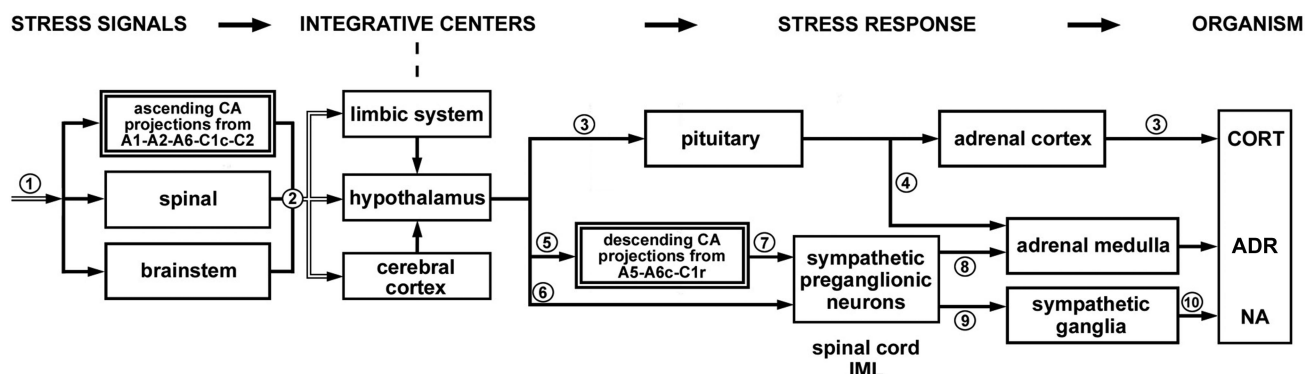 STRESS SIGNALS
INTEGRATIVE CENTERS
STRESS RESPONSE
ORGANISM
1
ascending CA
projections from
A1-A2-A6-C1c-C2
spinal
brainstem
2
limbic system
hypothalamus
cerebral
cortex
3
pituitary
adrenal cortex
3
4
5
descending CA
projections from
A5-A6c-C1r
7
6
sympathetic
preganglionic
neurons
spinal cord
IML
8
adrenal medulla
9
sympathetic
ganglia
10
CORT
ADR
NA